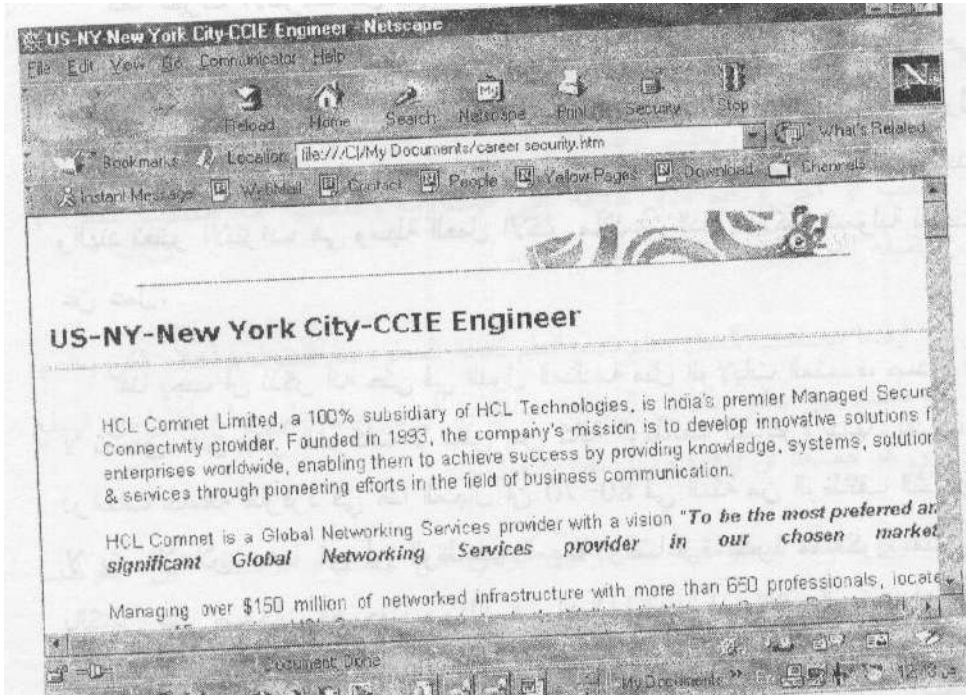 US-NY-New York City-CCIE Engineer - Netscape
File Edit View Go Communicator Help
Reload Home Search Netscape Print Security Stop
Bookmarks Location: file:///C|/My Documents/career security.htm What's Related
Instant Message WebMail Contact People Yellow Pages Download Channels
US-NY-New York City-CCIE Engineer
HCL Comnet Limited, a 100% subsidiary of HCL Technologies, is India's premier Managed Secure
Connectivity provider. Founded in 1993, the company's mission is to develop innovative solutions f
enterprises worldwide, enabling them to achieve success by providing knowledge, systems, solution
& services through pioneering efforts in the field of business communication.
HCL Comnet is a Global Networking Services provider with a vision "To be the most preferred an
significant Global Networking Services provider in our chosen market
Managing over $150 million of networked infrastructure with more than 650 professionals, locate
Document: Done
My Documents